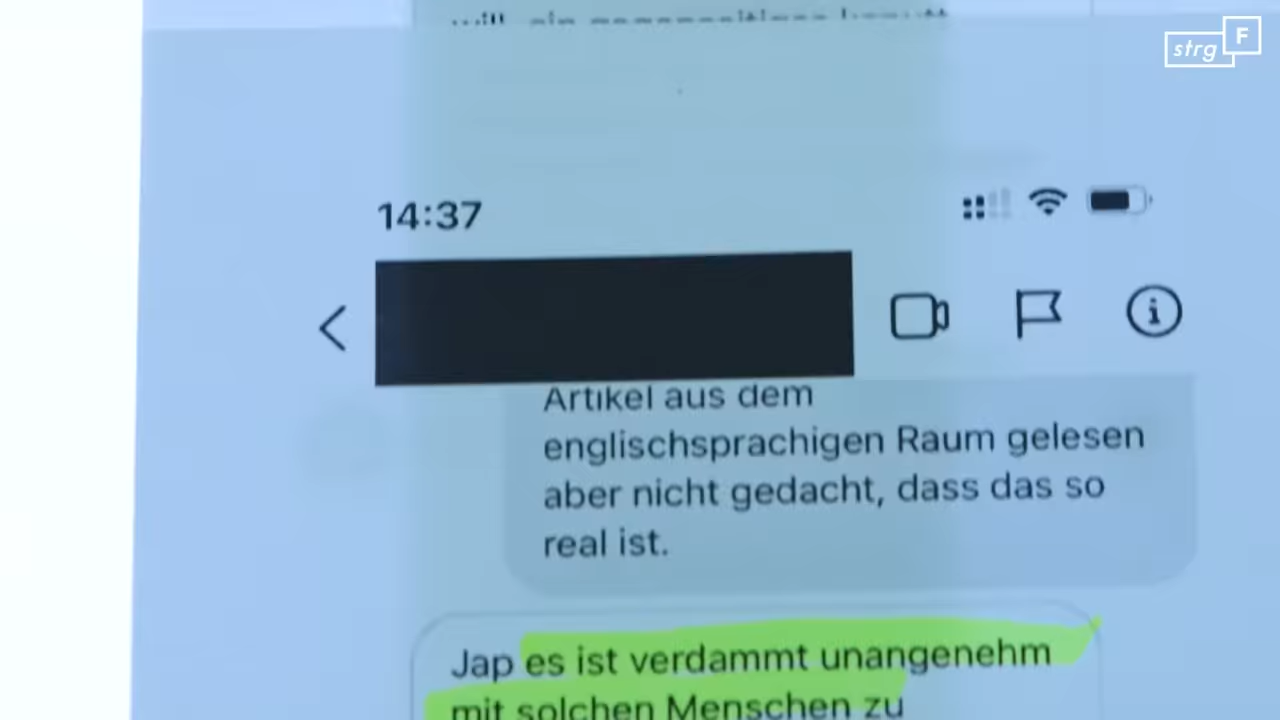 strg F
14:37
Artikel aus dem
englischsprachigen Raum gelesen
aber nicht gedacht, dass das so
real ist.
Jap es ist verdammt unangenehm
mit solchen Menschen zu